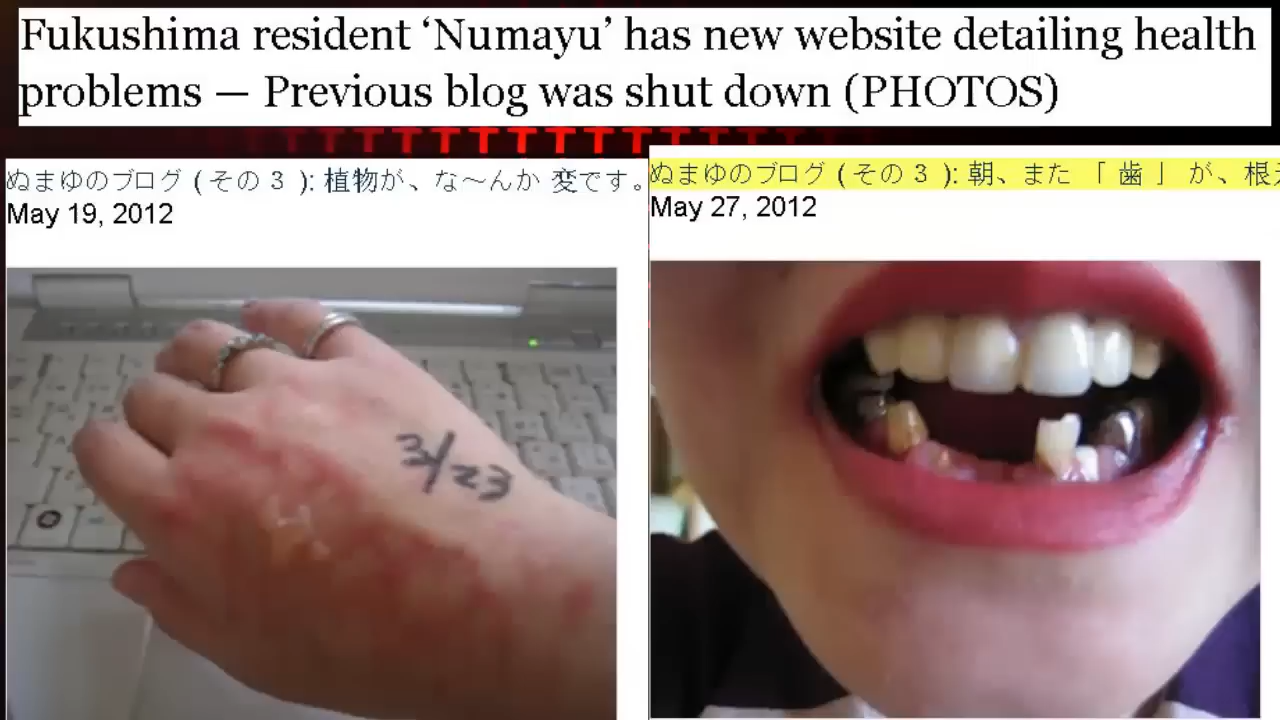 Fukushima resident ‘Numayu’ has new website detailing health
problems — Previous blog was shut down (PHOTOS)
ぬまゆのブログ ( その 3 ): 植物が、な～んか 変です。
May 19, 2012
ぬまゆのブログ ( その 3 ): 朝、また 「 歯 」 が、根
May 27, 2012
3/23